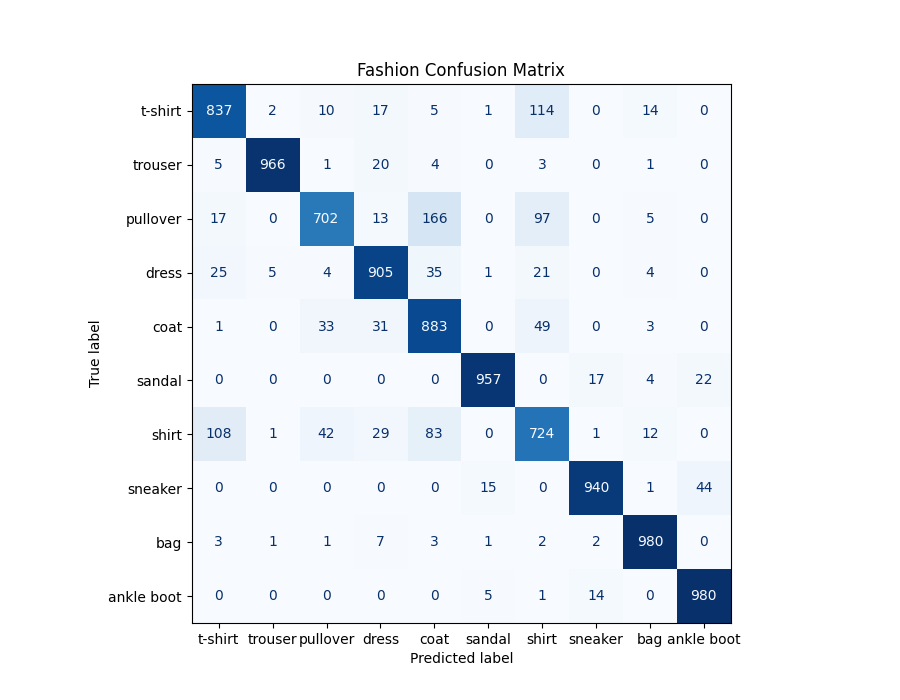 Fashion Confusion Matrix
True label
t-shirt 837 2 10 17 5 1 114 0 14 0
trouser 5 966 1 20 4 0 3 0 1 0
pullover 17 0 702 13 166 0 97 0 5 0
dress 25 5 4 905 35 1 21 0 4 0
coat 1 0 33 31 883 0 49 0 3 0
sandal 0 0 0 0 0 957 0 17 4 22
shirt 108 1 42 29 83 0 724 1 12 0
sneaker 0 0 0 0 0 15 0 940 1 44
bag 3 1 1 7 3 1 2 2 980 0
ankle boot 0 0 0 0 0 5 1 14 0 980
t-shirt trouser pullover dress coat sandal shirt sneaker bag ankle boot
Predicted label